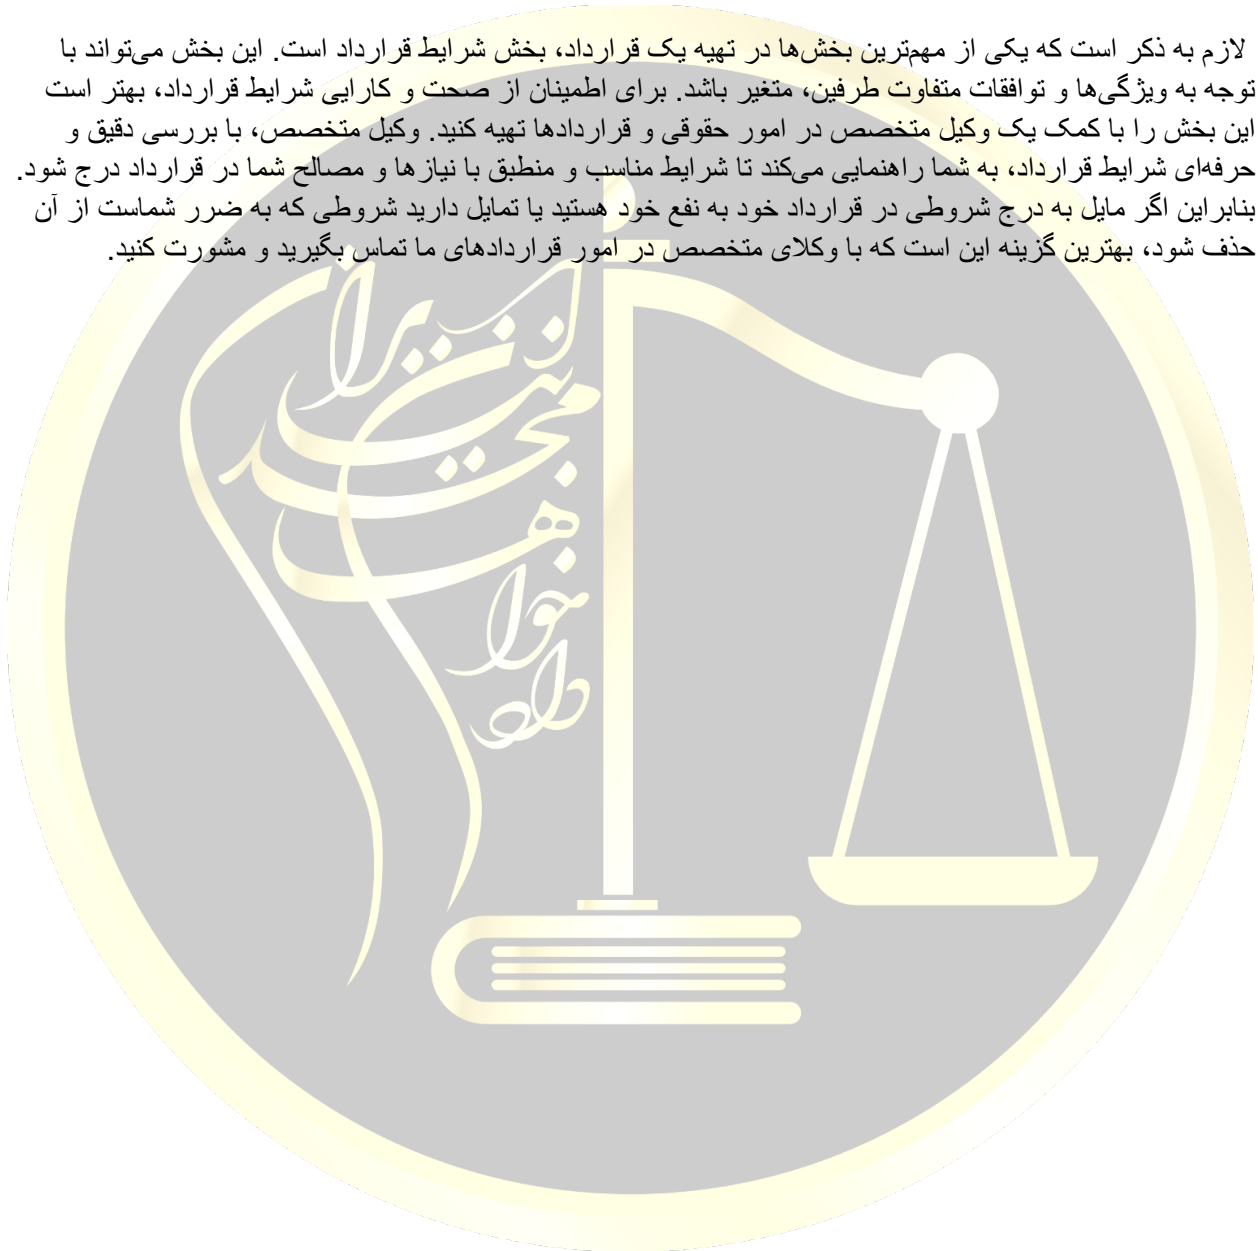 لازم به ذکر است که یکی از مهم‌ترین بخش‌ها در تهیه یک قرارداد، بخش شرایط قرارداد است. این بخش می‌تواند با
توجه به ویژگی‌ها و توافقات متفاوت طرفین، متغیر باشد. برای اطمینان از صحت و کارایی شرایط قرارداد، بهتر است
این بخش را با کمک یک وکیل متخصص در امور حقوقی و قراردادها تهیه کنید. وکیل متخصص، با بررسی دقیق و
حرفه‌ای شرایط قرارداد، به شما راهنمایی می‌کند تا شرایط مناسب و منطبق با نیازها و مصالح شما در قرارداد درج شود.
بنابراین اگر مایل به درج شروطی در قرارداد خود به نفع خود هستید یا تمایل دارید شروطی که به ضرر شماست از آن
حذف شود، بهترین گزینه این است که با وکلای متخصص در امور قراردادهای ما تماس بگیرید و مشورت کنید.